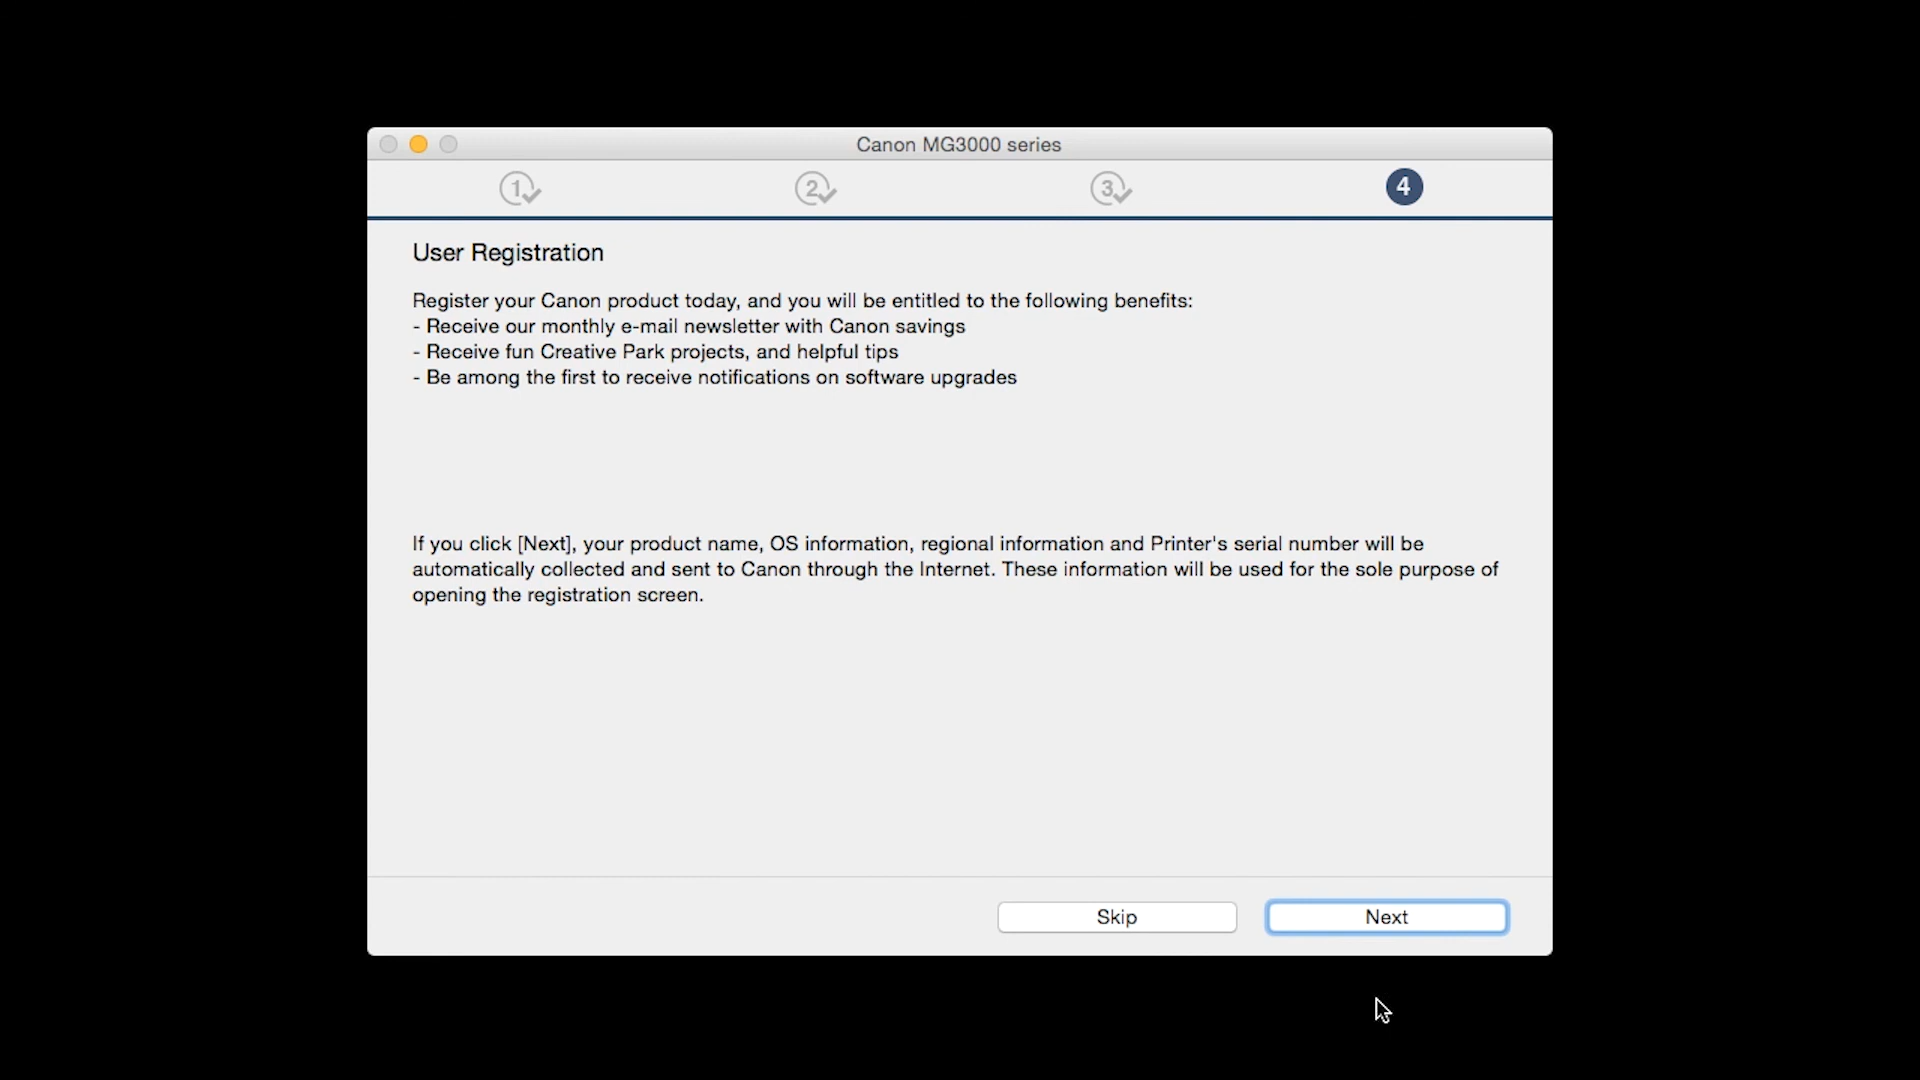 Canon MG3000 series
1 2 3 4
User Registration
Register your Canon product today, and you will be entitled to the following benefits:
- Receive our monthly e-mail newsletter with Canon savings
- Receive fun Creative Park projects, and helpful tips
- Be among the first to receive notifications on software upgrades
If you click [Next], your product name, OS information, regional information and Printer's serial number will be
automatically collected and sent to Canon through the Internet. These information will be used for the sole purpose of
opening the registration screen.
Skip Next